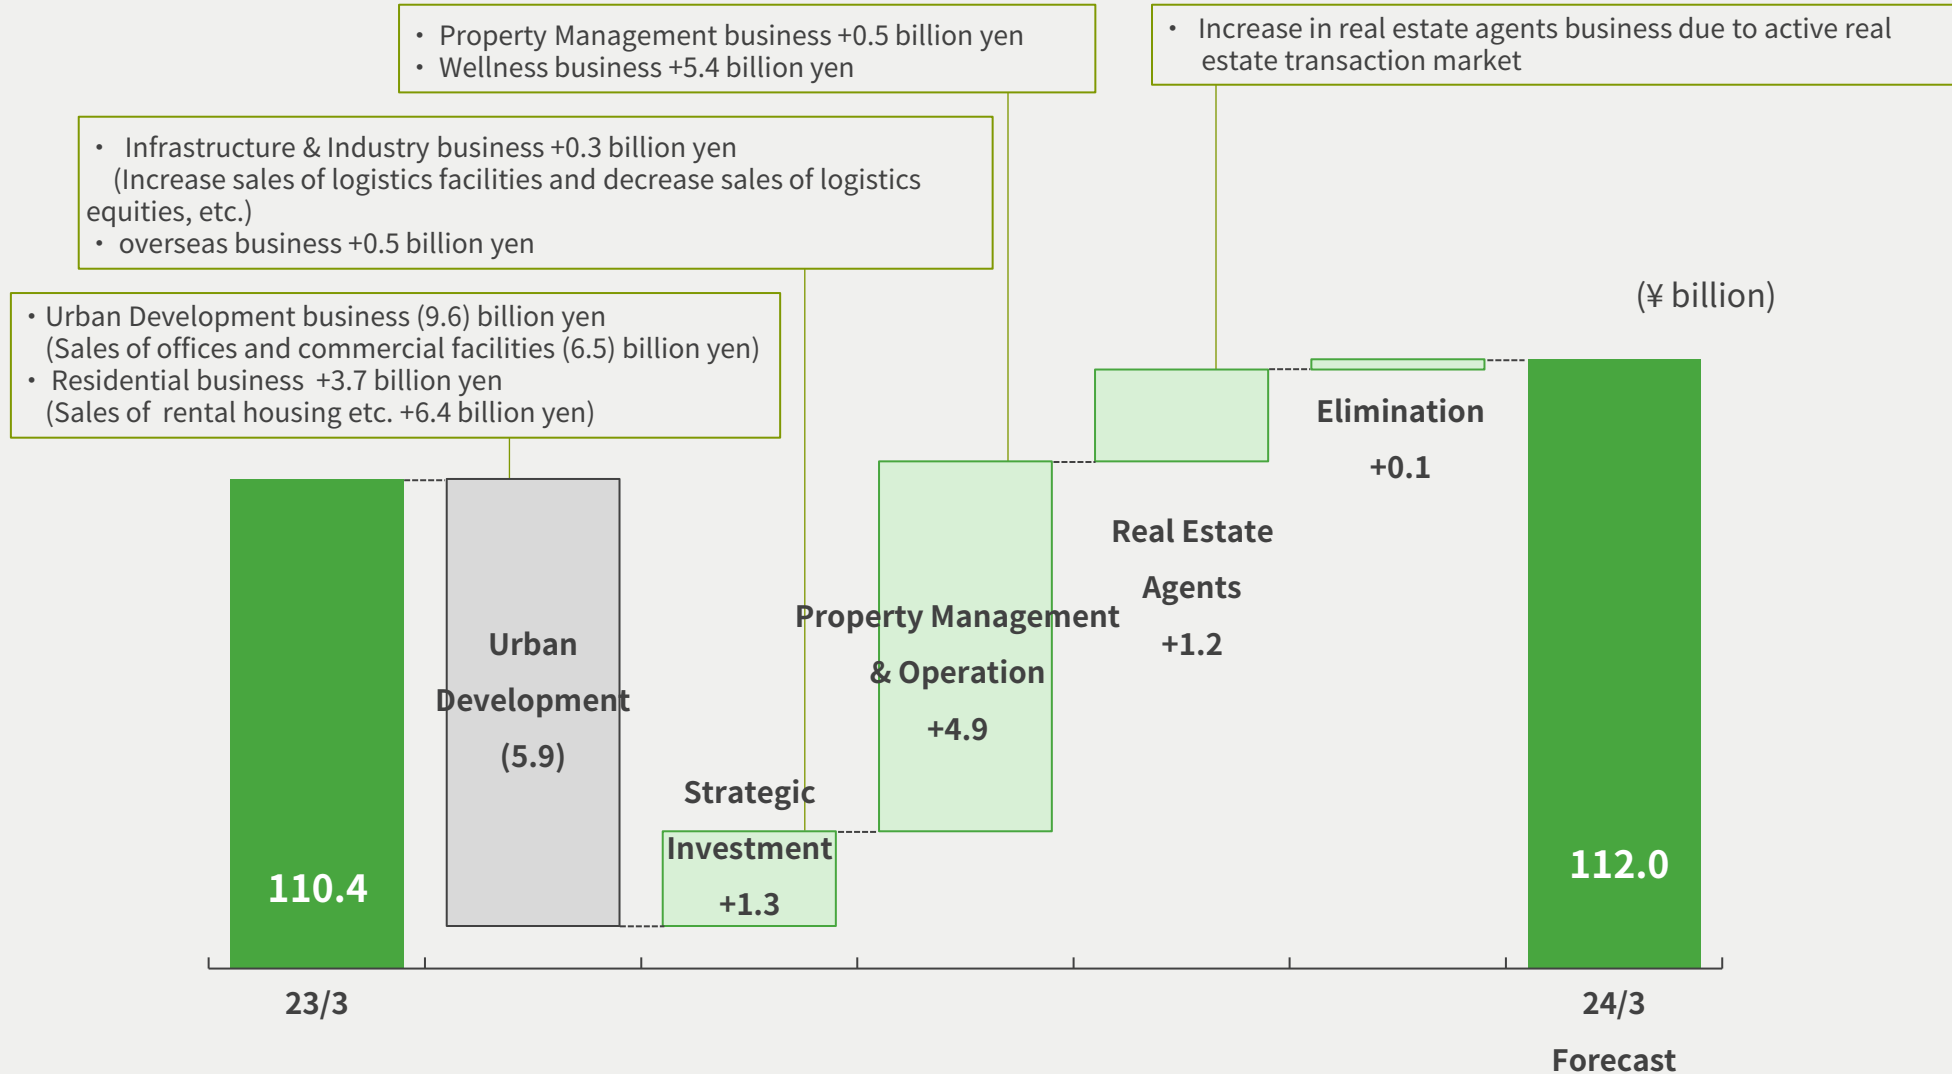 ・ Property Management business +0.5 billion yen
・ Wellness business +5.4 billion yen
・ Increase in real estate agents business due to active real
estate transaction market
・ Infrastructure & Industry business +0.3 billion yen
(Increase sales of logistics facilities and decrease sales of logistics
equities, etc.)
・ overseas business +0.5 billion yen
・Urban Development business (9.6) billion yen
(Sales of offices and commercial facilities (6.5) billion yen)
・ Residential business +3.7 billion yen
(Sales of rental housing etc. +6.4 billion yen)
(¥ billion)
110.4
Urban
Development
(5.9)
Strategic
Investment
+1.3
Property Management
& Operation
+4.9
Real Estate
Agents
+1.2
Elimination
+0.1
112.0
23/3
24/3
Forecast